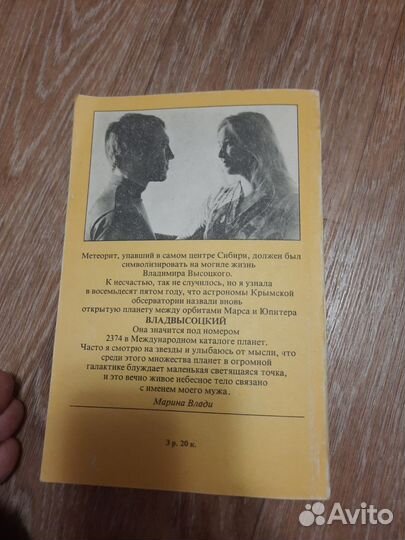 Метеорит, упавший в самом центре Сибири, должен был
символизировать на могиле жизнь
Владимира Высоцкого.
К несчастью, так не случилось, но я узнала
в восемьдесят пятом году, что астрономы Крымской
обсерватории назвали вновь
открытую планету между орбитами Марса и Юпитера
ВЛАДВЫСОЦКИЙ
Она значится под номером
2374 в Международном каталоге планет.
Часто я смотрю на звезды и улыбаюсь от мысли, что
среди этого множества планет в огромной
галактике блуждает маленькая светящаяся точка,
и это вечно живое небесное тело связано
с именем моего мужа.
Марина Влади
3 р. 20 к.
Avito